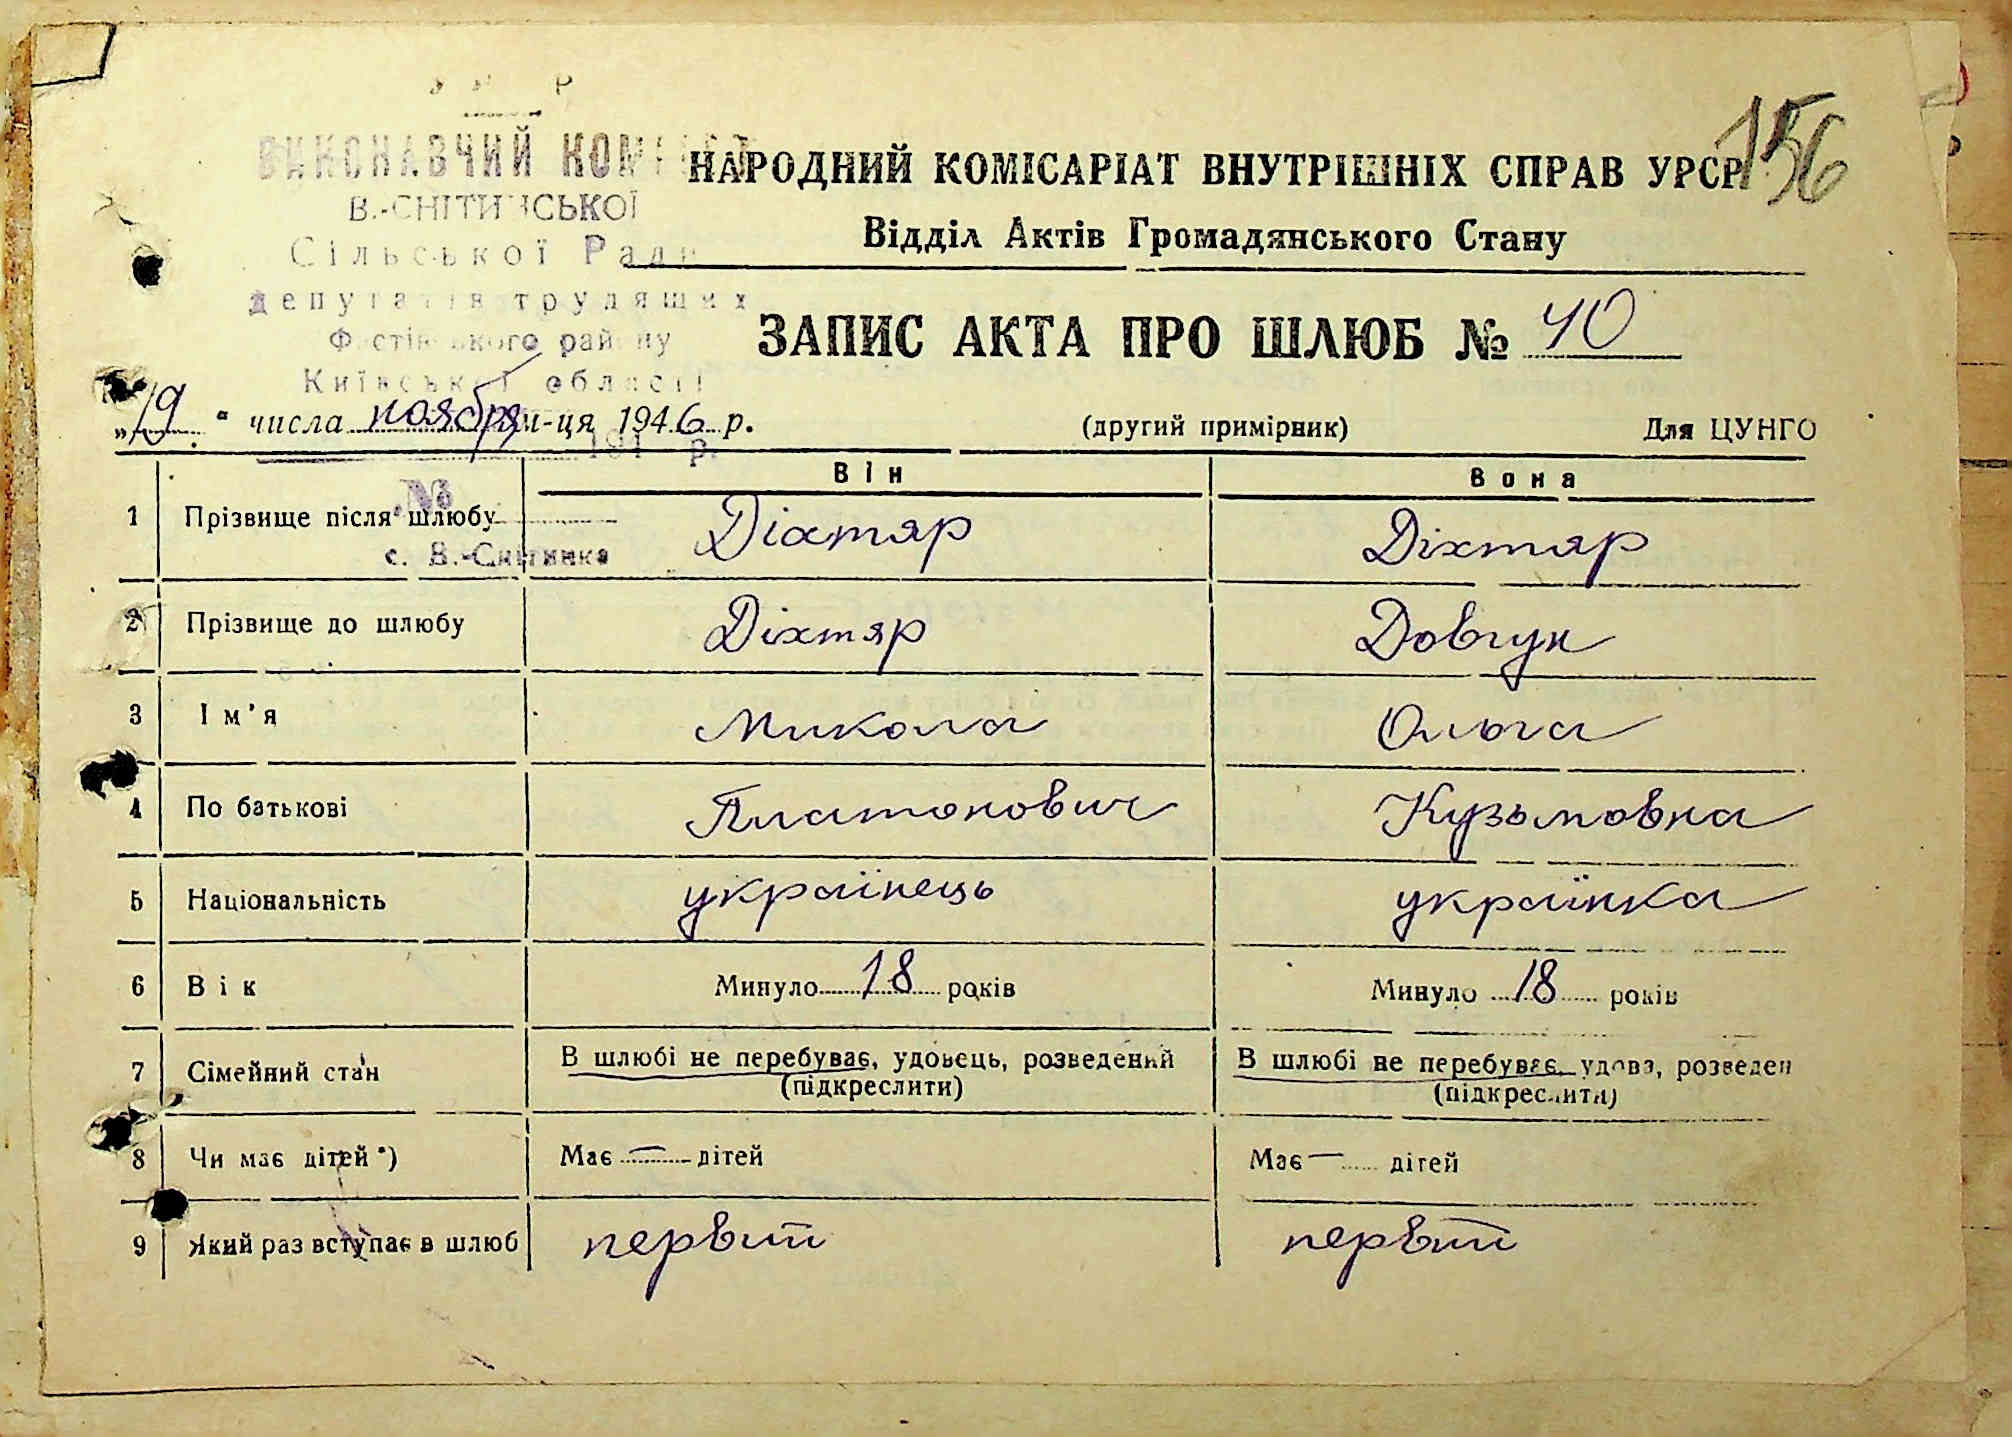 У Р
156
ВИКОНАВЧИЙ КОМІТЕТ
НАРОДНИЙ КОМІСАРІАТ ВНУТРІШНІХ СПРАВ УРСР
В.-СНІТИНСЬКОЇ
Відділ Актів Громадянського Стану
Сільської Ради
депутатів трудящих
ЗАПИС АКТА ПРО ШЛЮБ № 40
Фастівського району
Київської області
„19“ числа ноября м-ця 1946 р.
(другий примірник)
Для ЦУНГО
194 р.
Він
Вона
№
1 Прізвище після шлюбу Діхтяр Діхтяр
с. В.-Снітинка
2 Прізвище до шлюбу Діхтяр Довгун
3 Ім'я Микола Ольга
4 По батькові Платонович Кузьмовна
5 Національність українець українка
6 Вік Минуло 18 років Минуло 18 років
7 Сімейний стан В шлюбі не перебуває, удовець, розведений В шлюбі не перебуває, удова, розведен
(підкреслити) (підкреслити)
8 Чи має дітей*) Має — дітей Має — дітей
9 Який раз вступає в шлюб первий первий